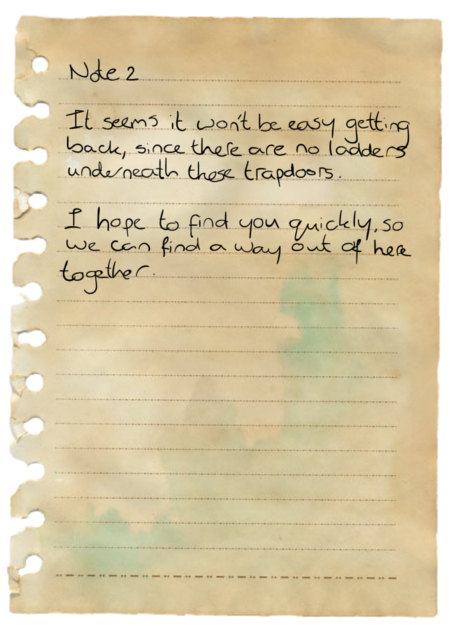 Note 2
It seems it won't be easy getting
back, since there are no ladders
underneath these trapdoors.
I hope to find you quickly, so
we can find a way out of here
together.